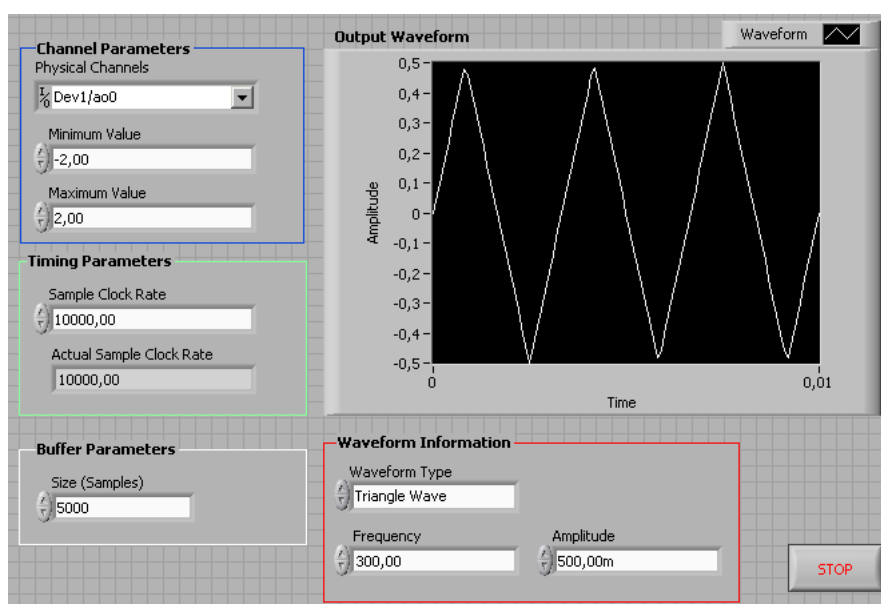 Channel Parameters
Physical Channels
I/O Dev1/ao0
Minimum Value
-2,00
Maximum Value
2,00
Timing Parameters
Sample Clock Rate
10000,00
Actual Sample Clock Rate
10000,00
Buffer Parameters
Size (Samples)
5000
Output Waveform
Waveform
0,5
0,4
0,3
0,2
0,1
0
-0,1
-0,2
-0,3
-0,4
-0,5
Amplitude
0
0,01
Time
Waveform Information
Waveform Type
Triangle Wave
Frequency
300,00
Amplitude
500,00m
STOP